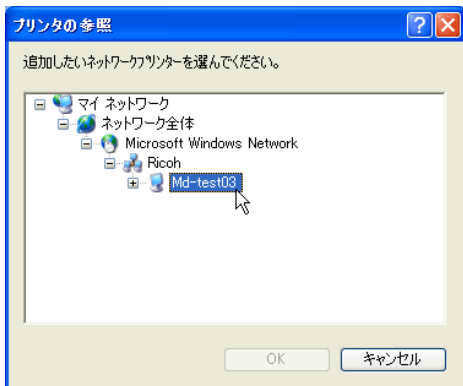 プリンタの参照
追加したいネットワークプリンターを選んでください。
マイ ネットワーク
ネットワーク全体
Microsoft Windows Network
Ricoh
Md-test03
OK
キャンセル